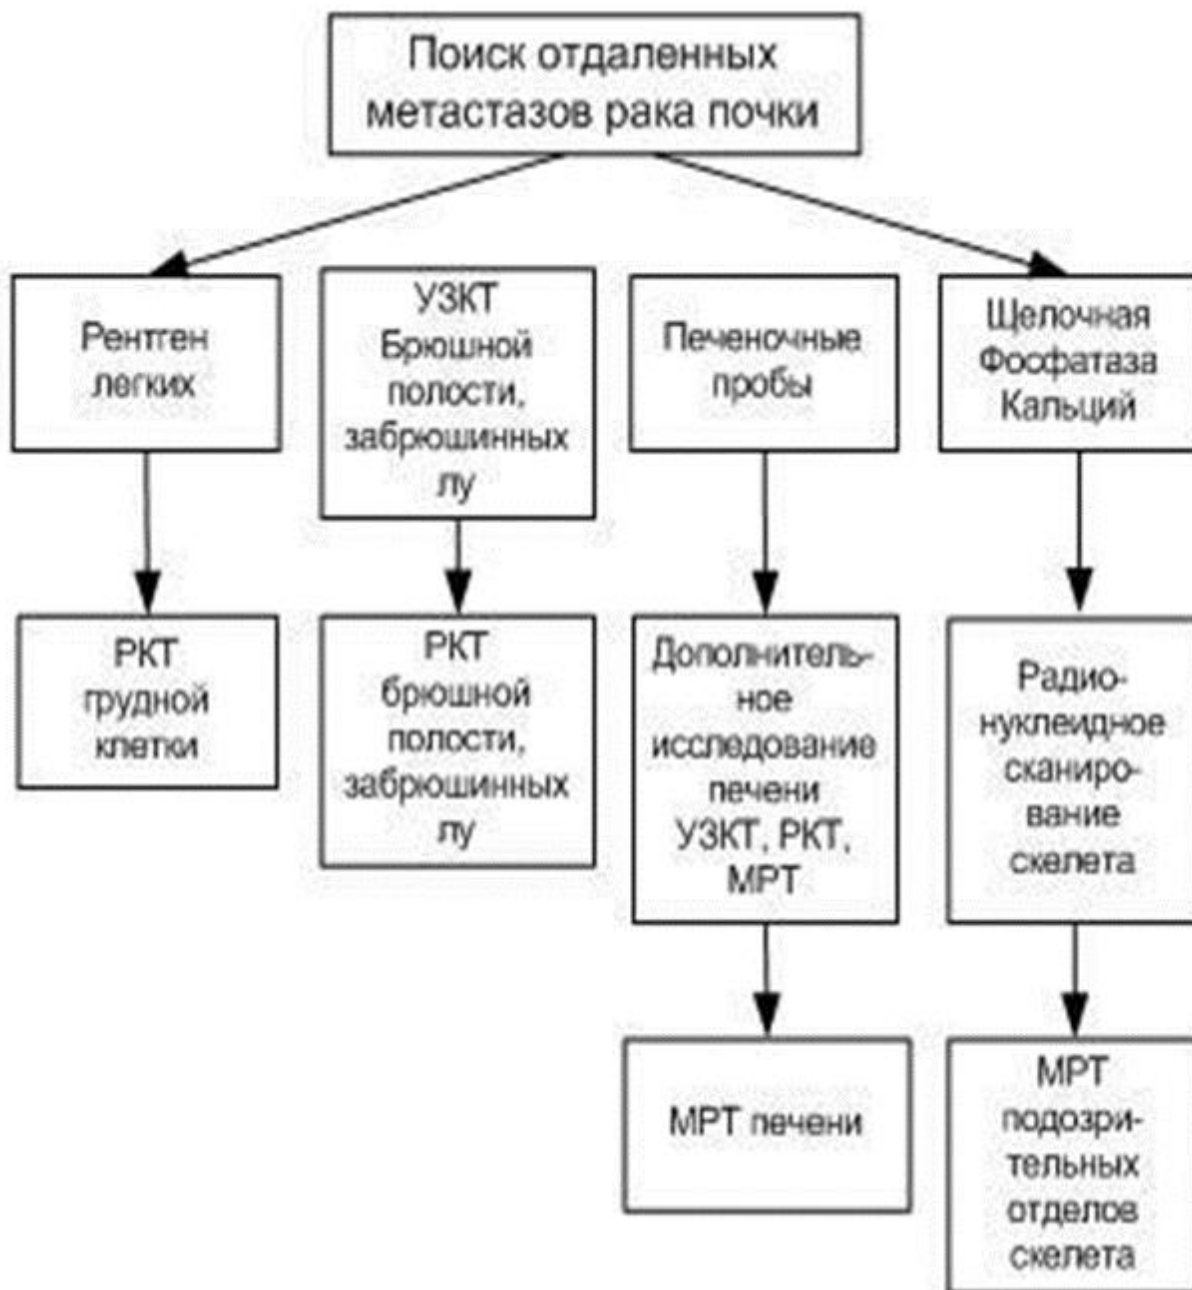 Поиск отдаленных
метастазов рака почки
Рентген
легких
УЗКТ
Брюшной
полости,
забрюшинных
лу
Печеночные
пробы
Щелочная
Фосфатаза
Кальций
РКТ
грудной
клетки
РКТ
брюшной
полости,
забрюшинных
лу
Дополнитель-
ное
исследование
печени
УЗКТ, РКТ,
МРТ
Радио-
нуклеидное
сканиро-
вание
скелета
МРТ печени
МРТ
подозри-
тельных
отделов
скелета